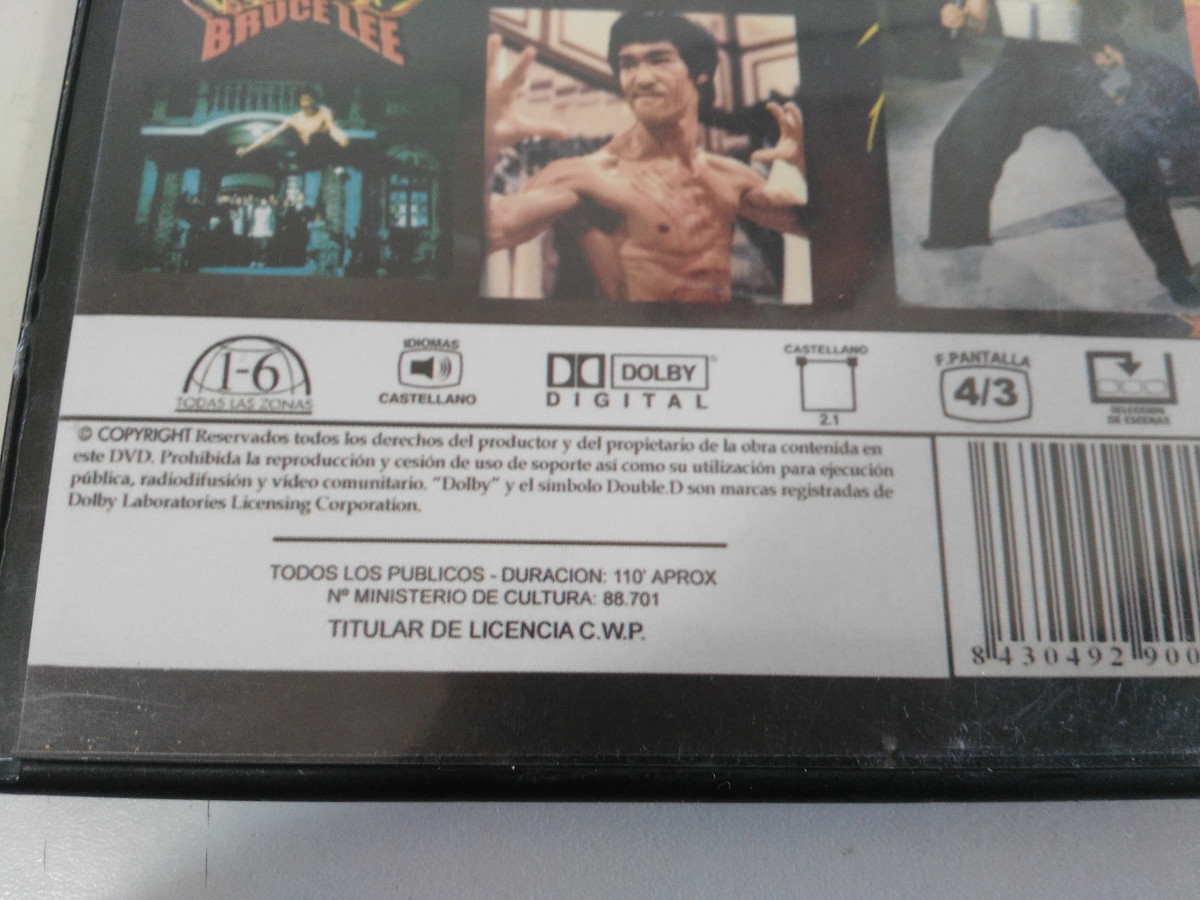 BRUCE LEE
1-6
TODAS LAS ZONAS
IDIOMAS
CASTELLANO
DOLBY
DIGITAL
CASTELLANO
2.1
F.PANTALLA
4/3
SELECCION
DE ESCENAS
© COPYRIGHT Reservados todos los derechos del productor y del propietario de la obra contenida en
este DVD. Prohibida la reproducción y cesión de uso de soporte así como su utilización para ejecución
pública, radiodifusión y vídeo comunitario. "Dolby" y el símbolo Double.D son marcas registradas de
Dolby Laboratories Licensing Corporation.
TODOS LOS PUBLICOS - DURACION: 110' APROX
Nº MINISTERIO DE CULTURA: 88.701
TITULAR DE LICENCIA C.W.P.
8 430492 900